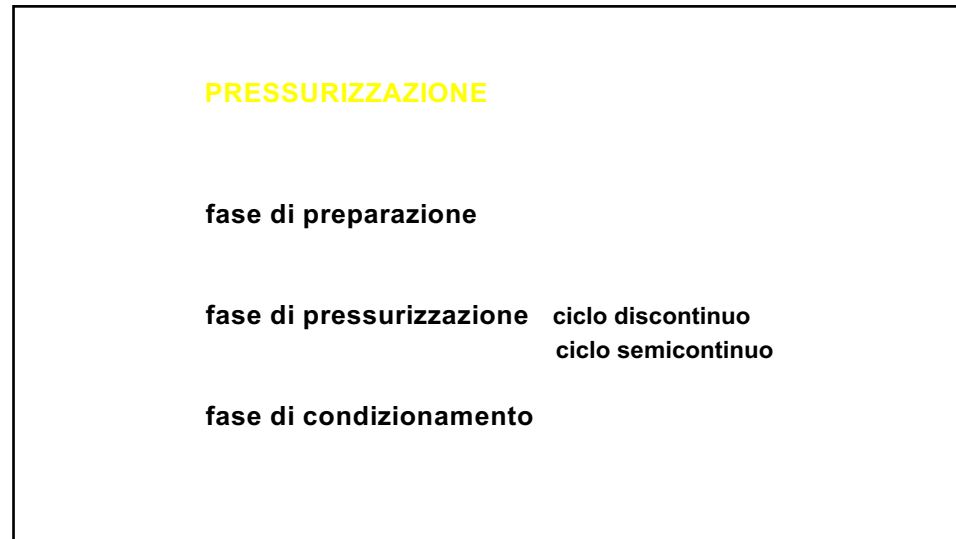 PRESSURIZZAZIONE
fase di preparazione
fase di pressurizzazione ciclo discontinuo
ciclo semicontinuo
fase di condizionamento